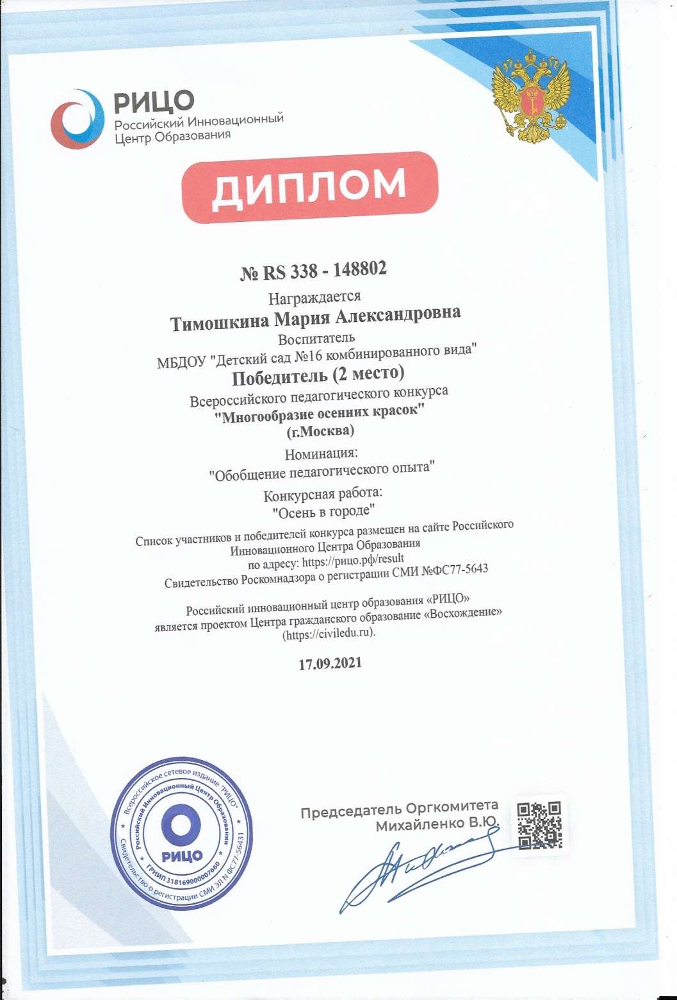 РИЦО
Российский Инновационный
Центр Образования
ДИПЛОМ
№ RS 338 - 148802
Награждается
Тимошкина Мария Александровна
Воспитатель
МБДОУ "Детский сад №16 комбинированного вида"
Победитель (2 место)
Всероссийского педагогического конкурса
"Многообразие осенних красок"
(г.Москва)
Номинация:
"Обобщение педагогического опыта"
Конкурсная работа:
"Осень в городе"
Список участников и победителей конкурса размещен на сайте Российского
Инновационного Центра Образования
по адресу: https://рицо.рф/result
Свидетельство Роскомнадзора о регистрации СМИ №ФС77-5643
Российский инновационный центр образования «РИЦО»
является проектом Центра гражданского образование «Восхождение»
(https://civiledu.ru).
17.09.2021
Председатель Оргкомитета
Михайленко В.Ю.
Всероссийское сетевое издание "РИЦО"
Свидетельство о регистрации СМИ ЭЛ N ФС77-56431
Российский Инновационный Центр Образования
ГРНИП 318169000007660
РИЦО